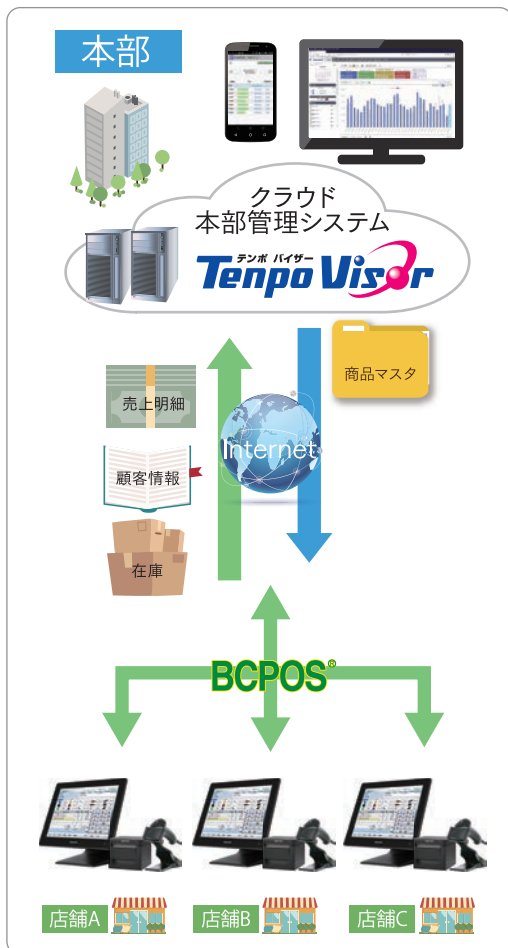 本部
クラウド
本部管理システム
テンポ バイザー
Tenpo Visor
商品マスタ
売上明細
Internet
顧客情報
在庫
BCPOS®
店舗A
店舗B
店舗C